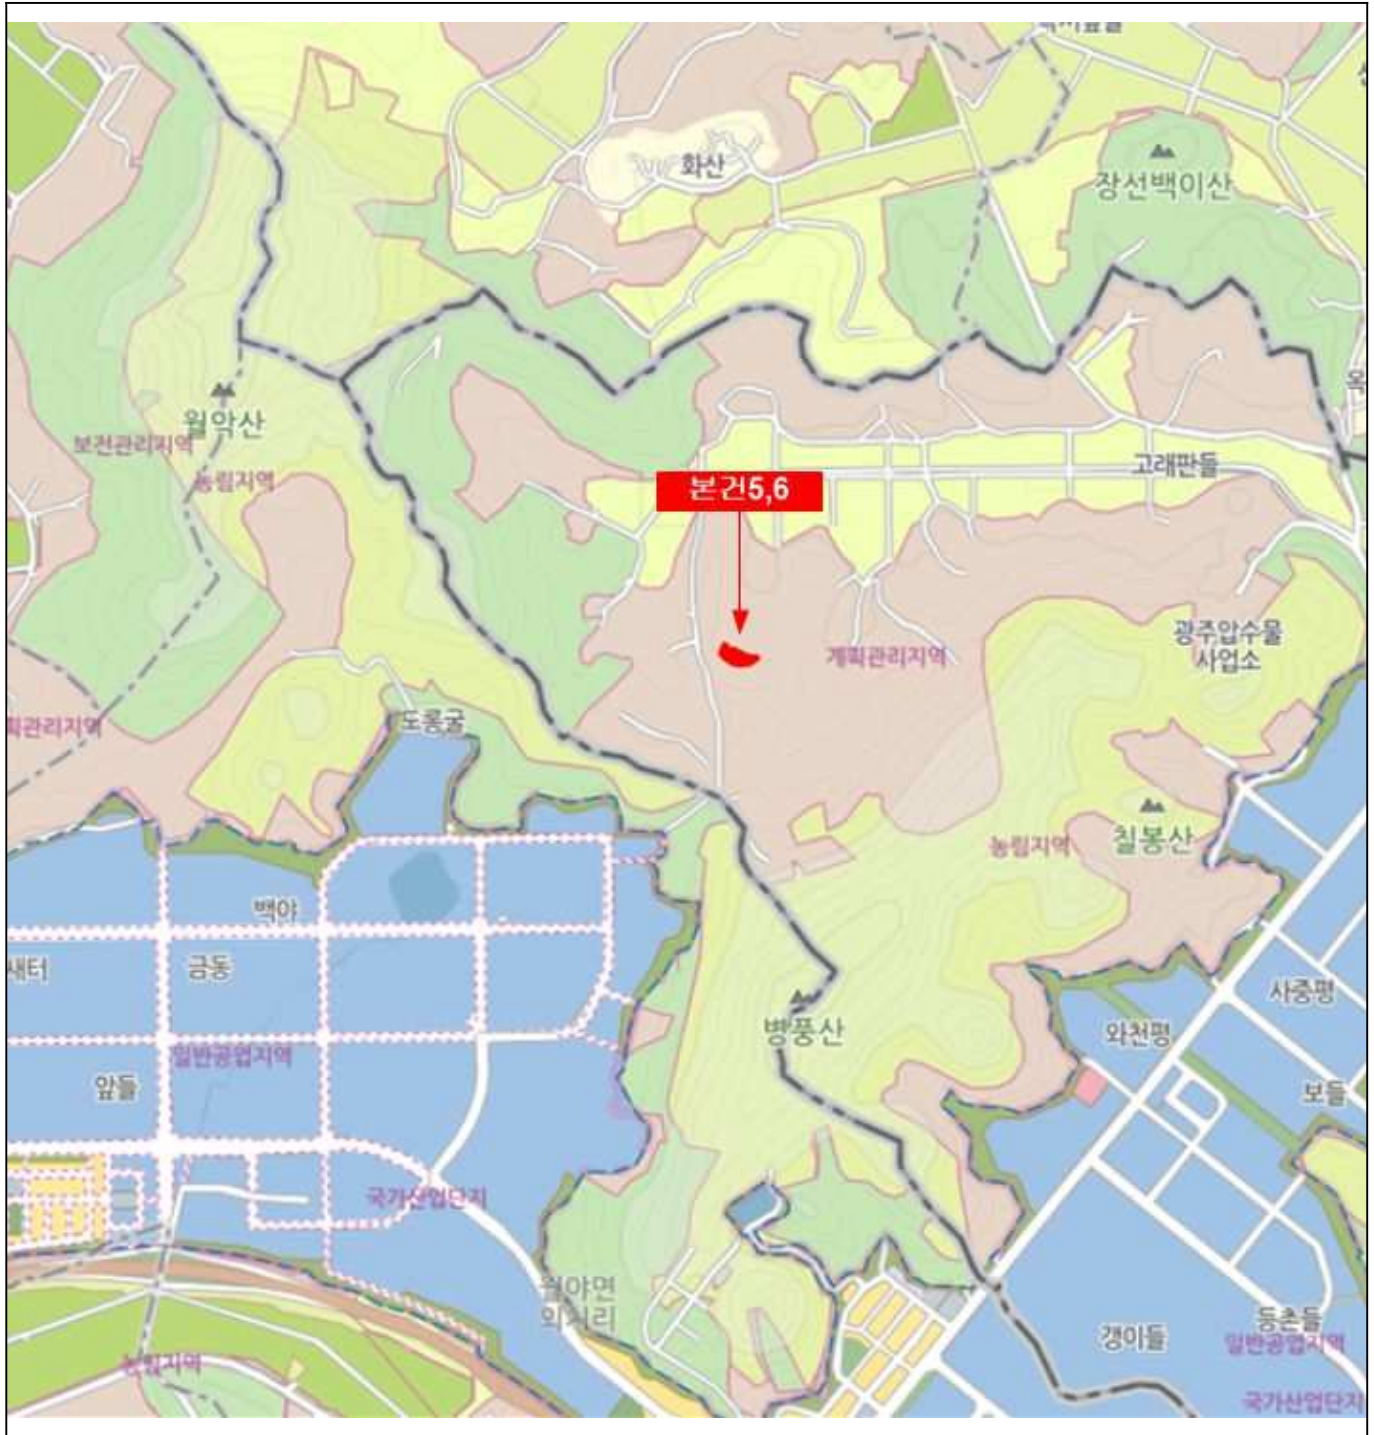 화산
장선백이산
월악산
보전관리지역
농림지역
고래판들
본건5,6
광주압수물
사업소
계획관리지역
도롱굴
획관리지역
칠봉산
농림지역
백야
새터
금동
사중평
병풍산
와천평
일반공업지역
앞들
보들
국가산업단지
월야면
외치리
등촌들
갱이들
일반공업지역
농림지역
국가산업단지